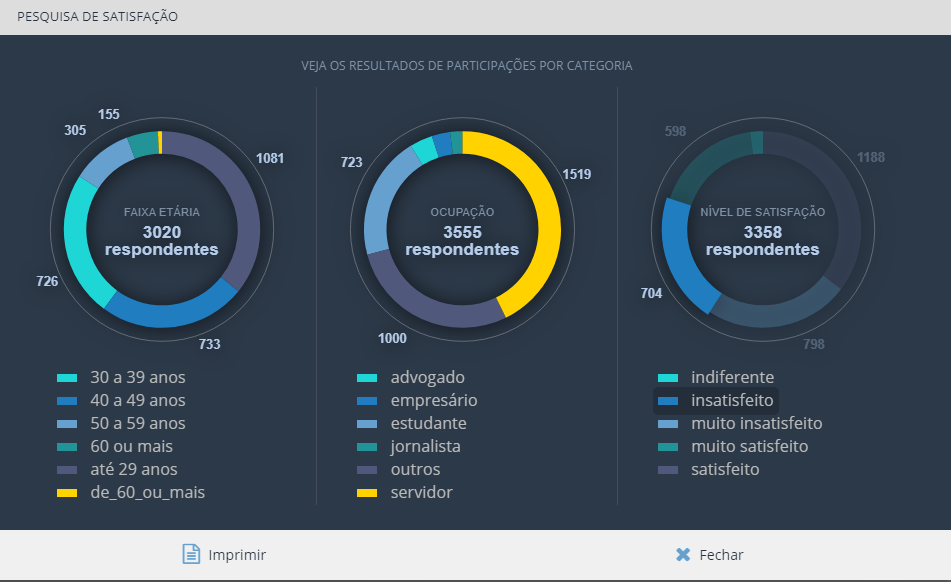 PESQUISA DE SATISFAÇÃO
VEJA OS RESULTADOS DE PARTICIPAÇÕES POR CATEGORIA
155
305
1081
FAIXA ETÁRIA
3020
respondentes
726
733
30 a 39 anos
40 a 49 anos
50 a 59 anos
60 ou mais
até 29 anos
de_60_ou_mais
723
1519
OCUPAÇÃO
3555
respondentes
1000
advogado
empresário
estudante
jornalista
outros
servidor
598
1188
NÍVEL DE SATISFAÇÃO
3358
respondentes
704
798
indiferente
insatisfeito
muito insatisfeito
muito satisfeito
satisfeito
Imprimir
Fechar